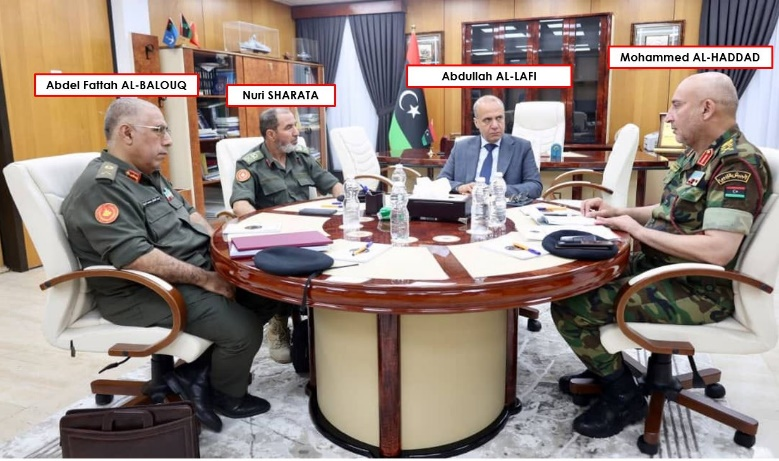 Abdel Fattah AL-BALOUQ
Nuri SHARATA
Abdullah AL-LAFI
Mohammed AL-HADDAD